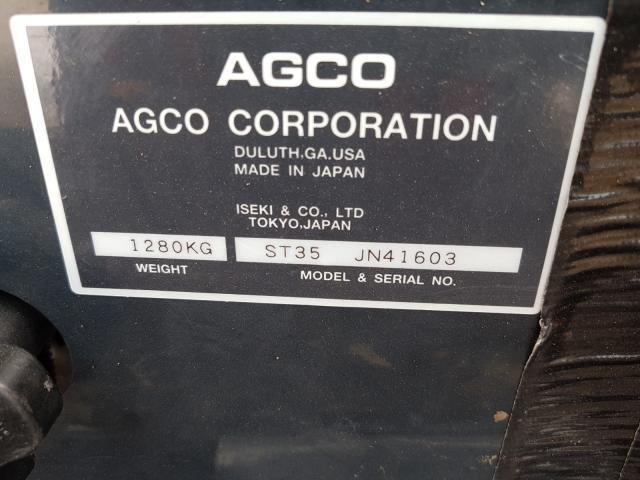 AGCO
AGCO CORPORATION
DULUTH,GA.USA
MADE IN JAPAN
ISEKI & CO., LTD
TOKYO,JAPAN
1280KG ST35 JN41603
WEIGHT MODEL & SERIAL NO.